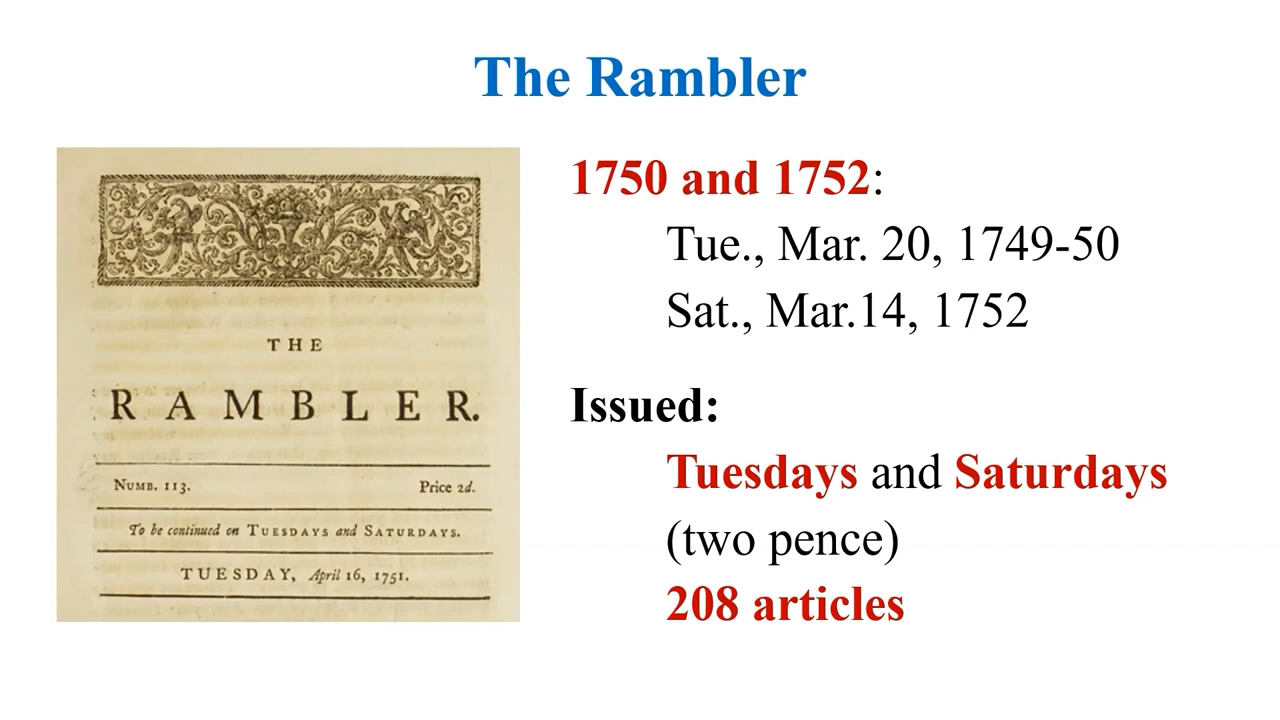 The Rambler
THE
RAMBLER.
NUMB. 113. Price 2d.
To be continued on TUESDAYS and SATURDAYS.
TUESDAY, April 16, 1751.
1750 and 1752:
Tue., Mar. 20, 1749-50
Sat., Mar.14, 1752
Issued:
Tuesdays and Saturdays
(two pence)
208 articles